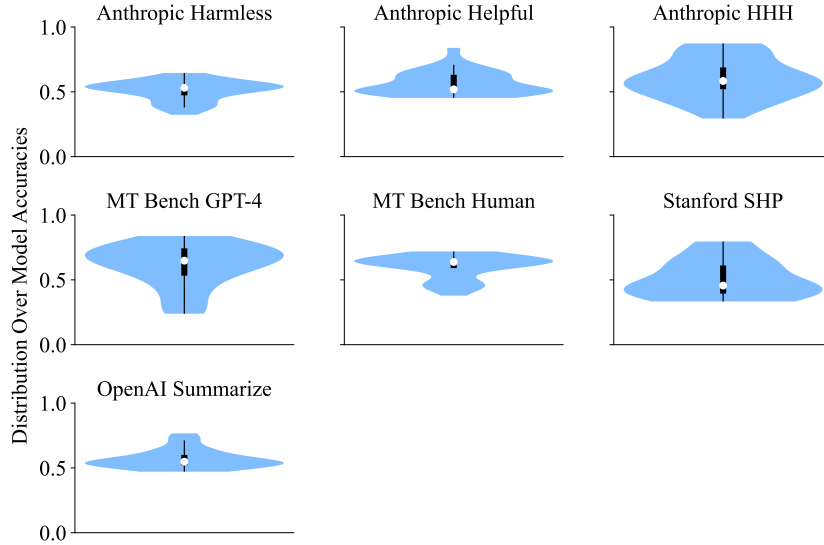 Anthropic Harmless
Anthropic Helpful
Anthropic HHH
1.0
0.5
0.0
MT Bench GPT-4
MT Bench Human
Stanford SHP
1.0
0.5
0.0
Distribution Over Model Accuracies
OpenAI Summarize
1.0
0.5
0.0